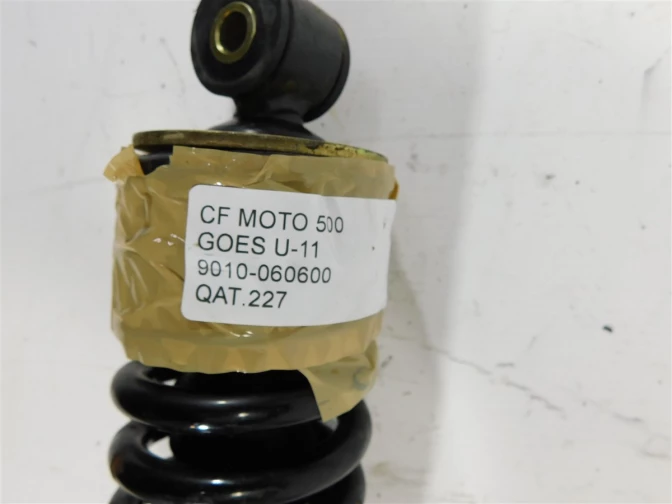 CF MOTO 500
GOES U-11
9010-060600
QAT.227